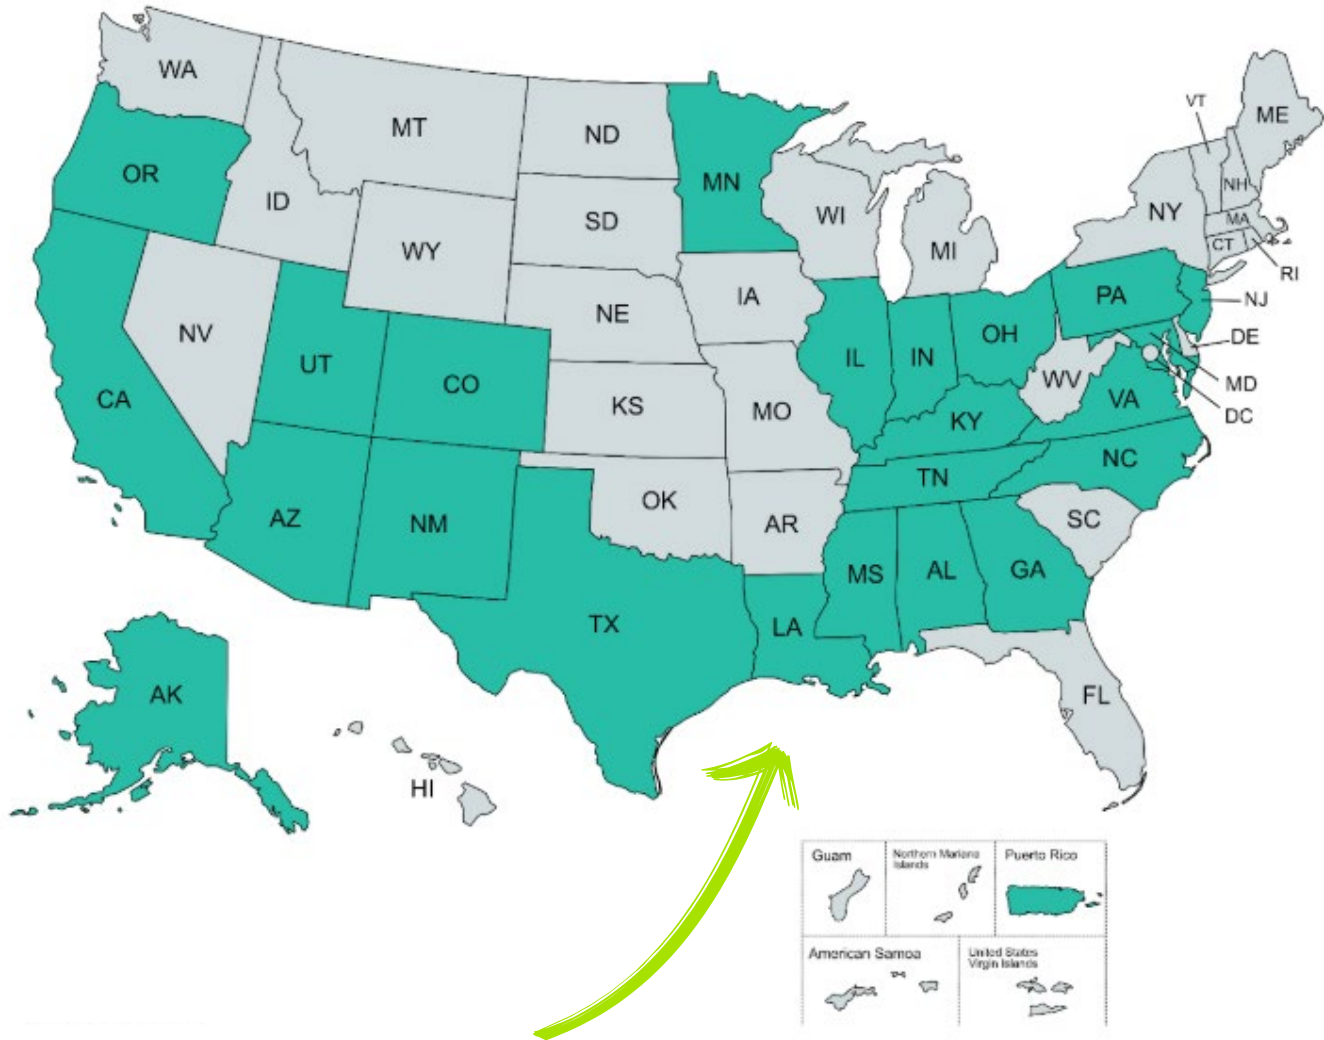 WA
MT
ND
MN
OR
ID
SD
WY
WI
MI
VT
ME
NH
NY
MA
CT
RI
NV
NE
IA
PA
NJ
UT
CO
IL
IN
OH
DE
MD
DC
CA
KS
MO
WV
VA
KY
NC
TN
AZ
NM
OK
AR
SC
MS
AL
GA
TX
LA
FL
AK
HI
Guam
Northern Mariana
Islands
Puerto Rico
American Samoa
United States
Virgin Islands